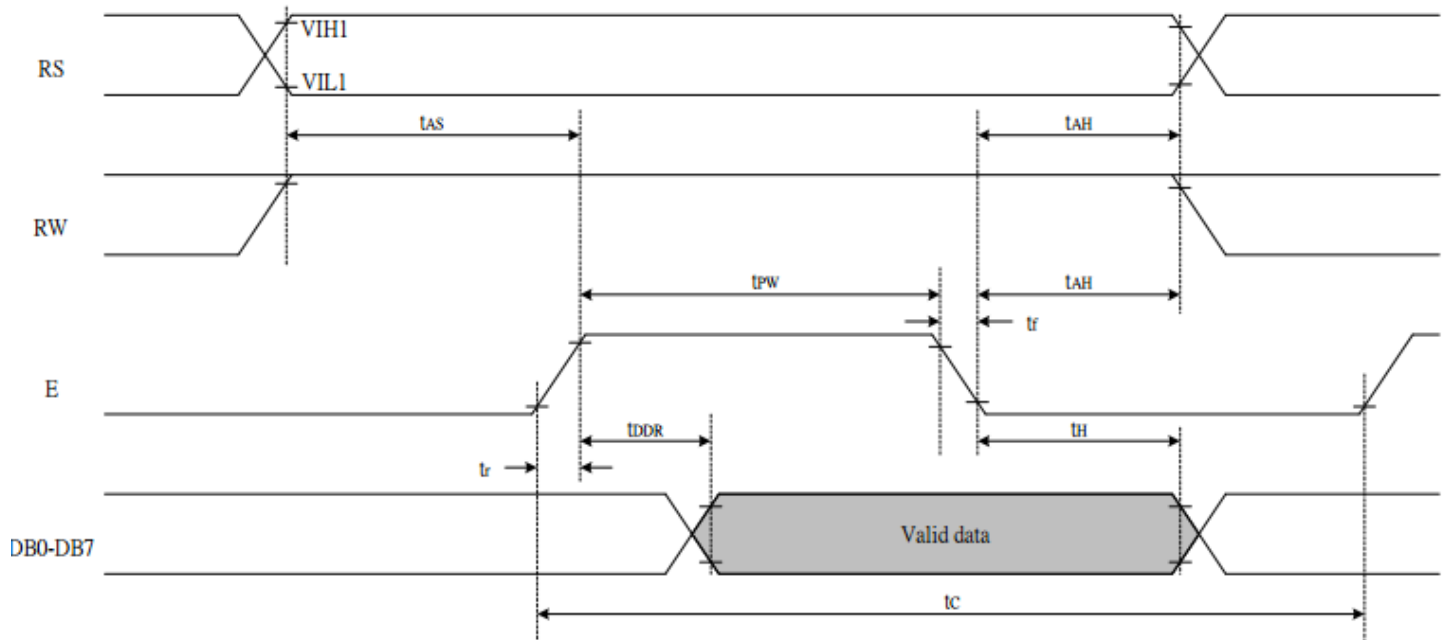 VIH1
RS
VIL1
tAS
tAH
RW
tPW
tAH
tf
E
tDDR
tH
tr
DB0-DB7
Valid data
tC